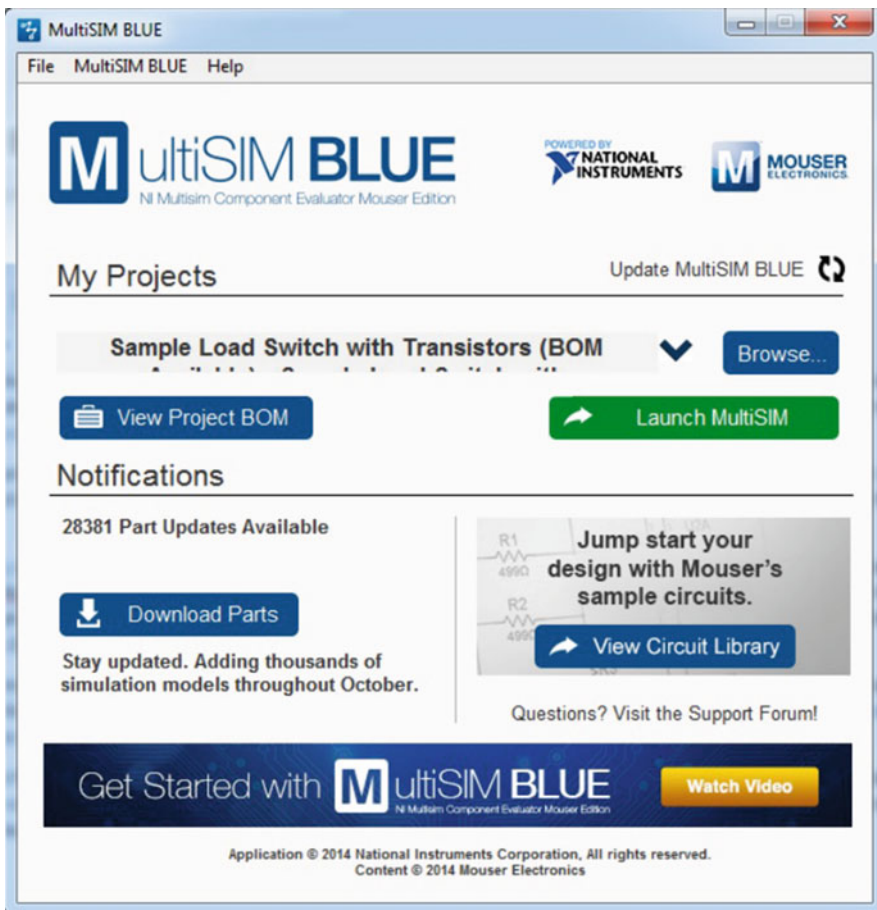 MultiSIM BLUE
File MultiSIM BLUE Help
MultiSIM BLUE
NI Multisim Component Evaluator Mouser Edition
POWERED BY
NATIONAL
INSTRUMENTS
M MOUSER
ELECTRONICS
My Projects
Update MultiSIM BLUE
Sample Load Switch with Transistors (BOM
Browse...
View Project BOM
Launch MultiSIM
Notifications
28381 Part Updates Available
Download Parts
Stay updated. Adding thousands of
simulation models throughout October.
R1
499Ω
R2
Jump start your
design with Mouser's
sample circuits.
View Circuit Library
Questions? Visit the Support Forum!
Get Started with MultiSIM BLUE
NI Multisim Component Evaluator Mouser Edition
Watch Video
Application © 2014 National Instruments Corporation, All rights reserved.
Content © 2014 Mouser Electronics